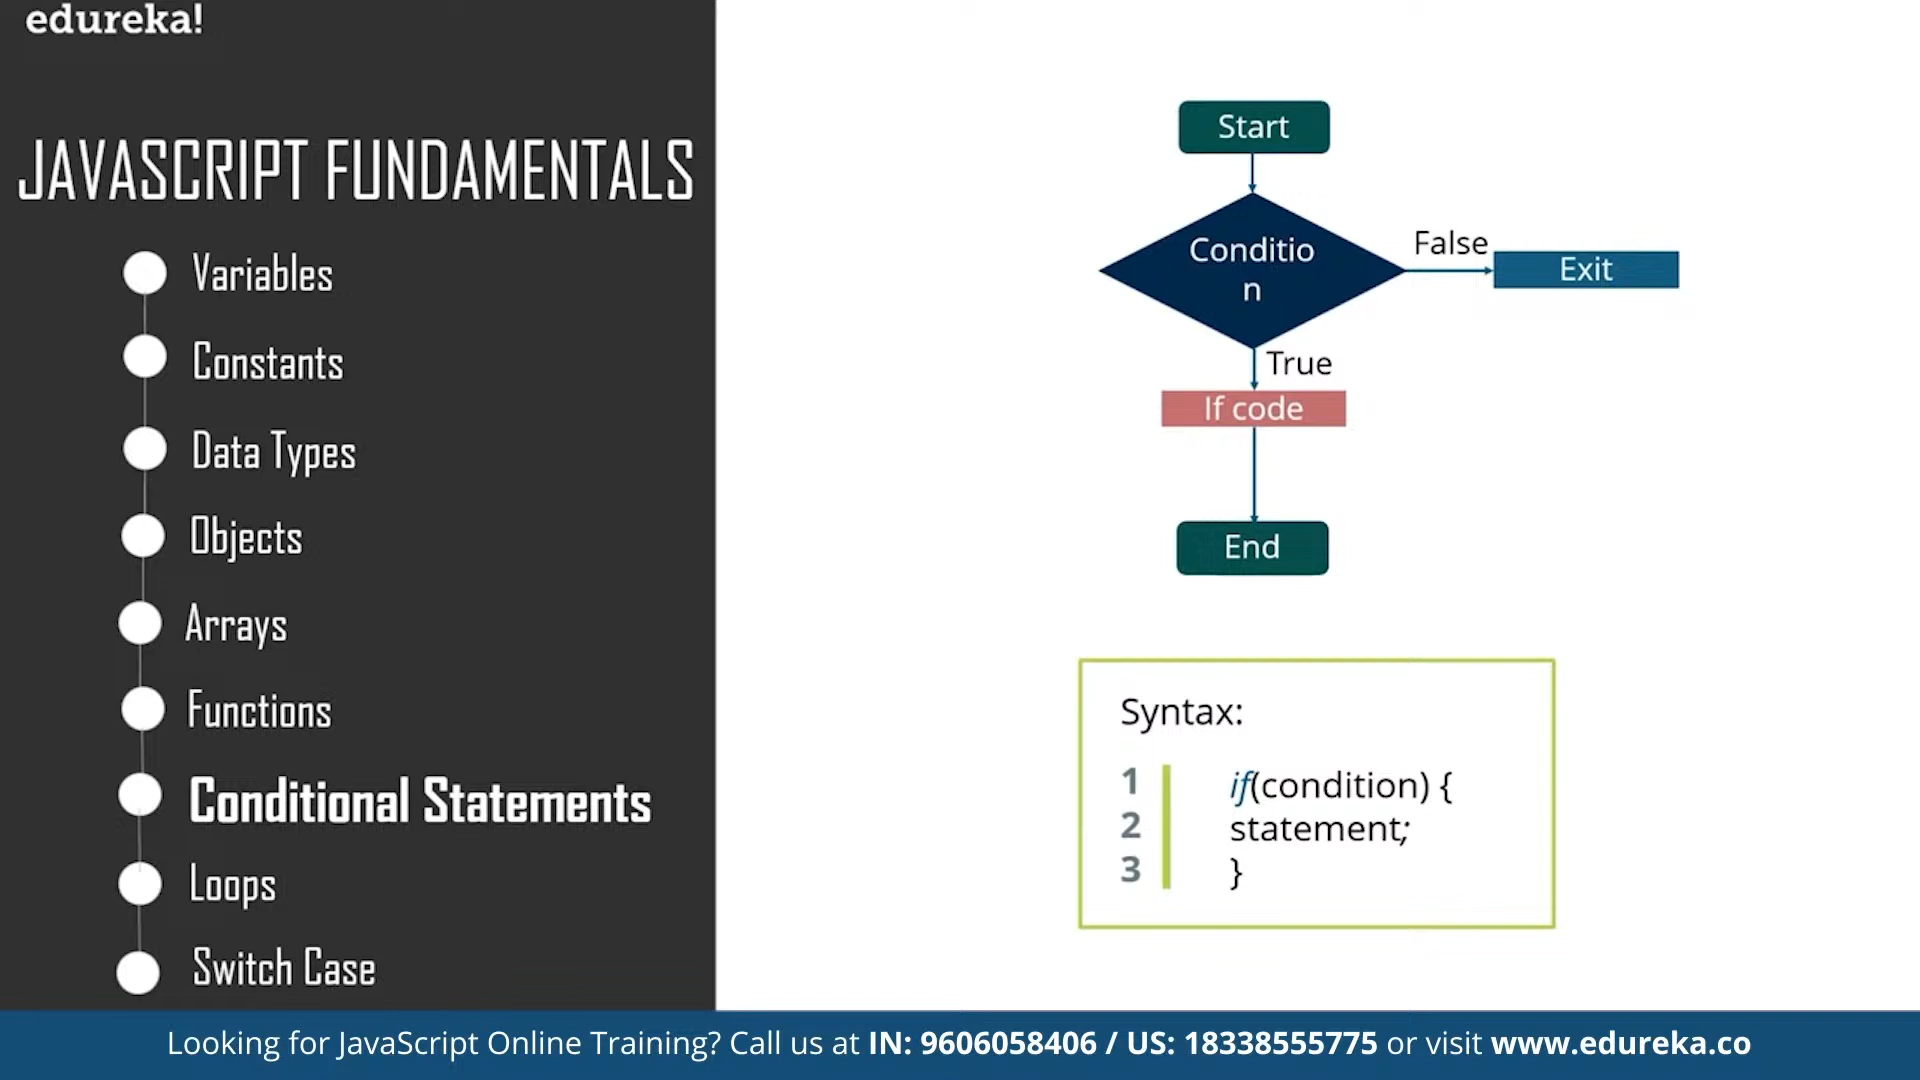 edureka!
JAVASCRIPT FUNDAMENTALS
Variables
Constants
Data Types
Objects
Arrays
Functions
Conditional Statements
Loops
Switch Case
Start
Conditio
n
False
Exit
True
If code
End
Syntax:
1 if(condition) {
2 statement;
3 }
Looking for JavaScript Online Training? Call us at IN: 9606058406 / US: 18338555775 or visit www.edureka.co